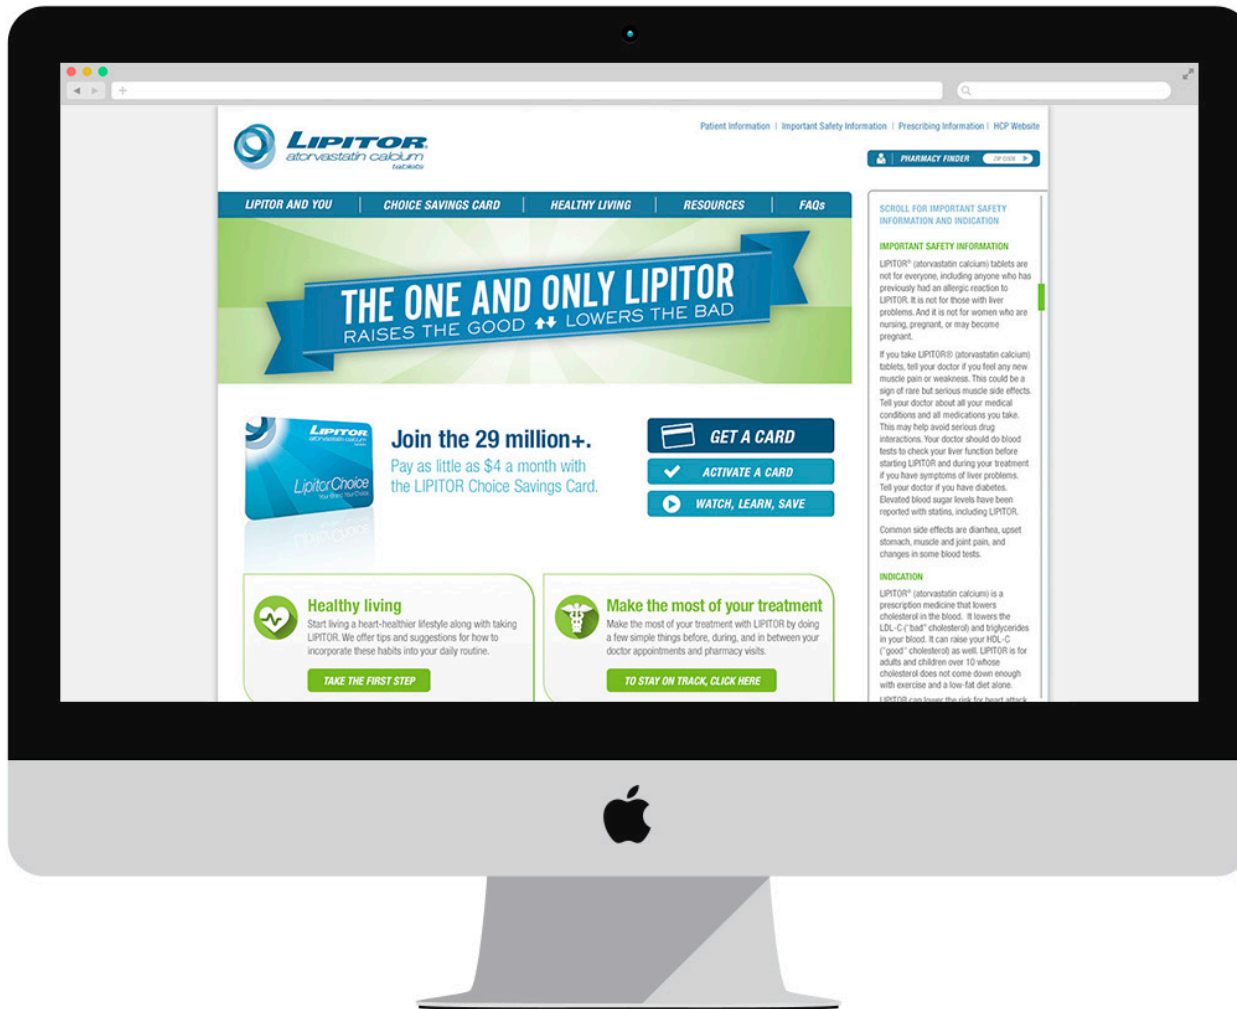 LIPITOR®
atorvastatin calcium
tablets
Patient Information | Important Safety Information | Prescribing Information | HCP Website
PHARMACY FINDER
ZIP CODE
LIPITOR AND YOU | CHOICE SAVINGS CARD | HEALTHY LIVING | RESOURCES | FAQs
THE ONE AND ONLY LIPITOR
RAISES THE GOOD LOWERS THE BAD
LIPITOR
atorvastatin calcium
LipitorChoice
Your Brand. Your Choice.
Join the 29 million+.
Pay as little as $4 a month with
the LIPITOR Choice Savings Card.
GET A CARD
ACTIVATE A CARD
WATCH, LEARN, SAVE
Healthy living
Start living a heart-healthier lifestyle along with taking
LIPITOR. We offer tips and suggestions for how to
incorporate these habits into your daily routine.
TAKE THE FIRST STEP
Make the most of your treatment
Make the most of your treatment with LIPITOR by doing
a few simple things before, during, and in between your
doctor appointments and pharmacy visits.
TO STAY ON TRACK, CLICK HERE
SCROLL FOR IMPORTANT SAFETY
INFORMATION AND INDICATION
IMPORTANT SAFETY INFORMATION
LIPITOR® (atorvastatin calcium) tablets are
not for everyone, including anyone who has
previously had an allergic reaction to
LIPITOR. It is not for those with liver
problems. And it is not for women who are
nursing, pregnant, or may become
pregnant.
If you take LIPITOR® (atorvastatin calcium)
tablets, tell your doctor if you feel any new
muscle pain or weakness. This could be a
sign of rare but serious muscle side effects.
Tell your doctor about all your medical
conditions and all medications you take.
This may help avoid serious drug
interactions. Your doctor should do blood
tests to check your liver function before
starting LIPITOR and during your treatment
if you have symptoms of liver problems.
Tell your doctor if you have diabetes.
Elevated blood sugar levels have been
reported with statins, including LIPITOR.
Common side effects are diarrhea, upset
stomach, muscle and joint pain, and
changes in some blood tests.
INDICATION
LIPITOR® (atorvastatin calcium) is a
prescription medicine that lowers
cholesterol in the blood. It lowers the
LDL-C ("bad" cholesterol) and triglycerides
in your blood. It can raise your HDL-C
("good" cholesterol) as well. LIPITOR is for
adults and children over 10 whose
cholesterol does not come down enough
with exercise and a low-fat diet alone.
LIPITOR can lower the risk for heart attack,